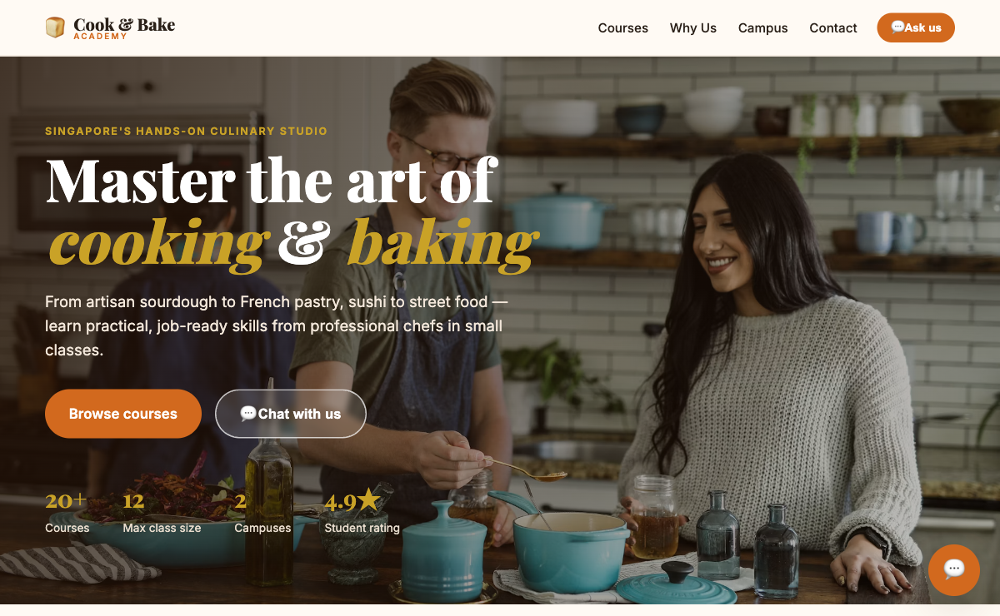 Cook & Bake
ACADEMY
Courses
Why Us
Campus
Contact
Ask us
SINGAPORE'S HANDS-ON CULINARY STUDIO
Master the art of
cooking & baking
From artisan sourdough to French pastry, sushi to street food —
learn practical, job-ready skills from professional chefs in small
classes.
Browse courses
Chat with us
20+
Courses
12
Max class size
2
Campuses
4.9★
Student rating